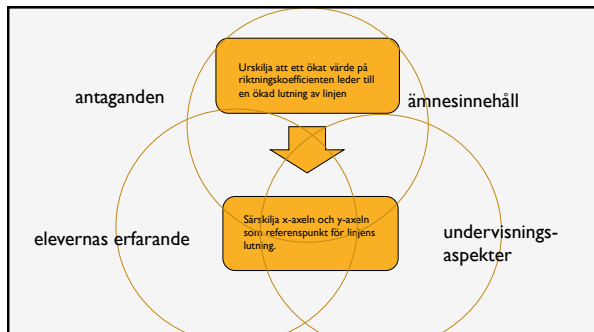 Urskilja att ett ökat värde på
riktningskoefficienten leder till
en ökad lutning av linjen
antaganden
ämnesinnehåll
Särskilja x-axeln och y-axeln
som referenspunkt för linjens
lutning.
elevernas erfarande
undervisnings-
aspekter